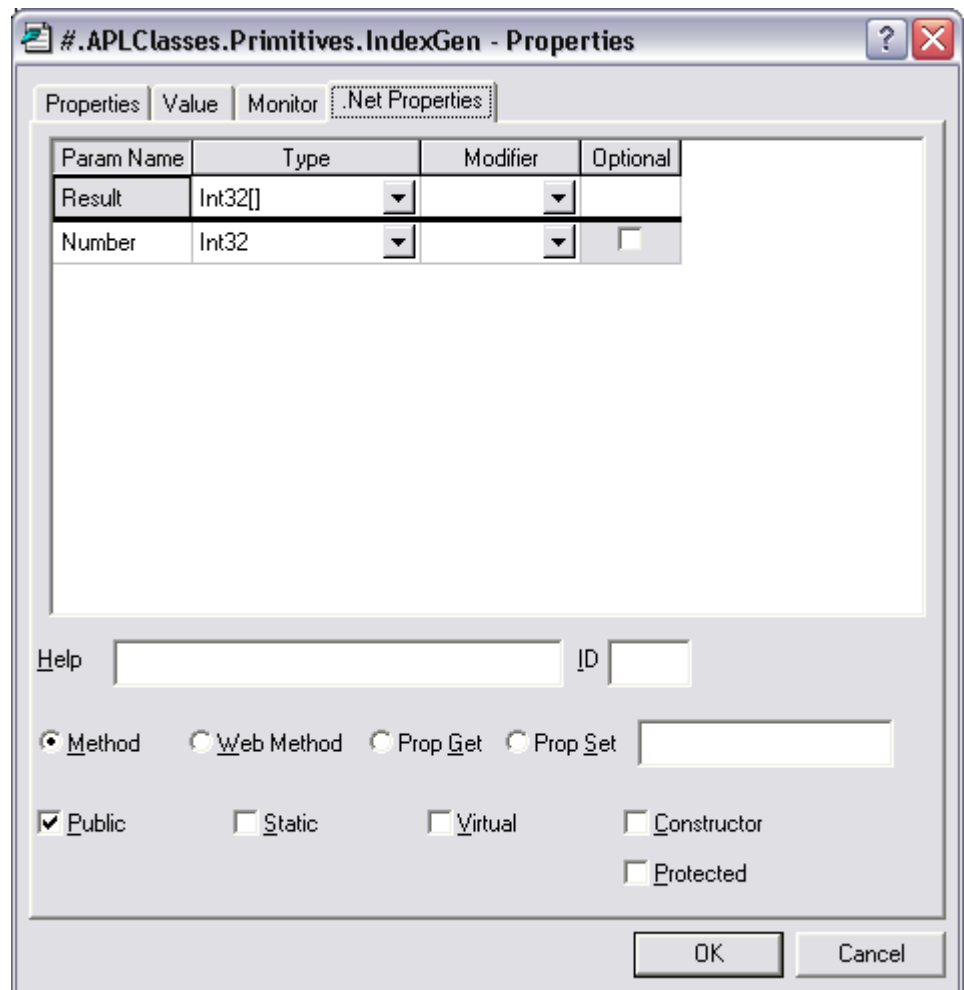 #.APLClasses.Primitives.IndexGen - Properties
Properties Value Monitor .Net Properties
Param Name Type Modifier Optional
Result Int32[]
Number Int32
Help ID
Method Web Method Prop Get Prop Set
Public Static Virtual Constructor
Protected
OK Cancel